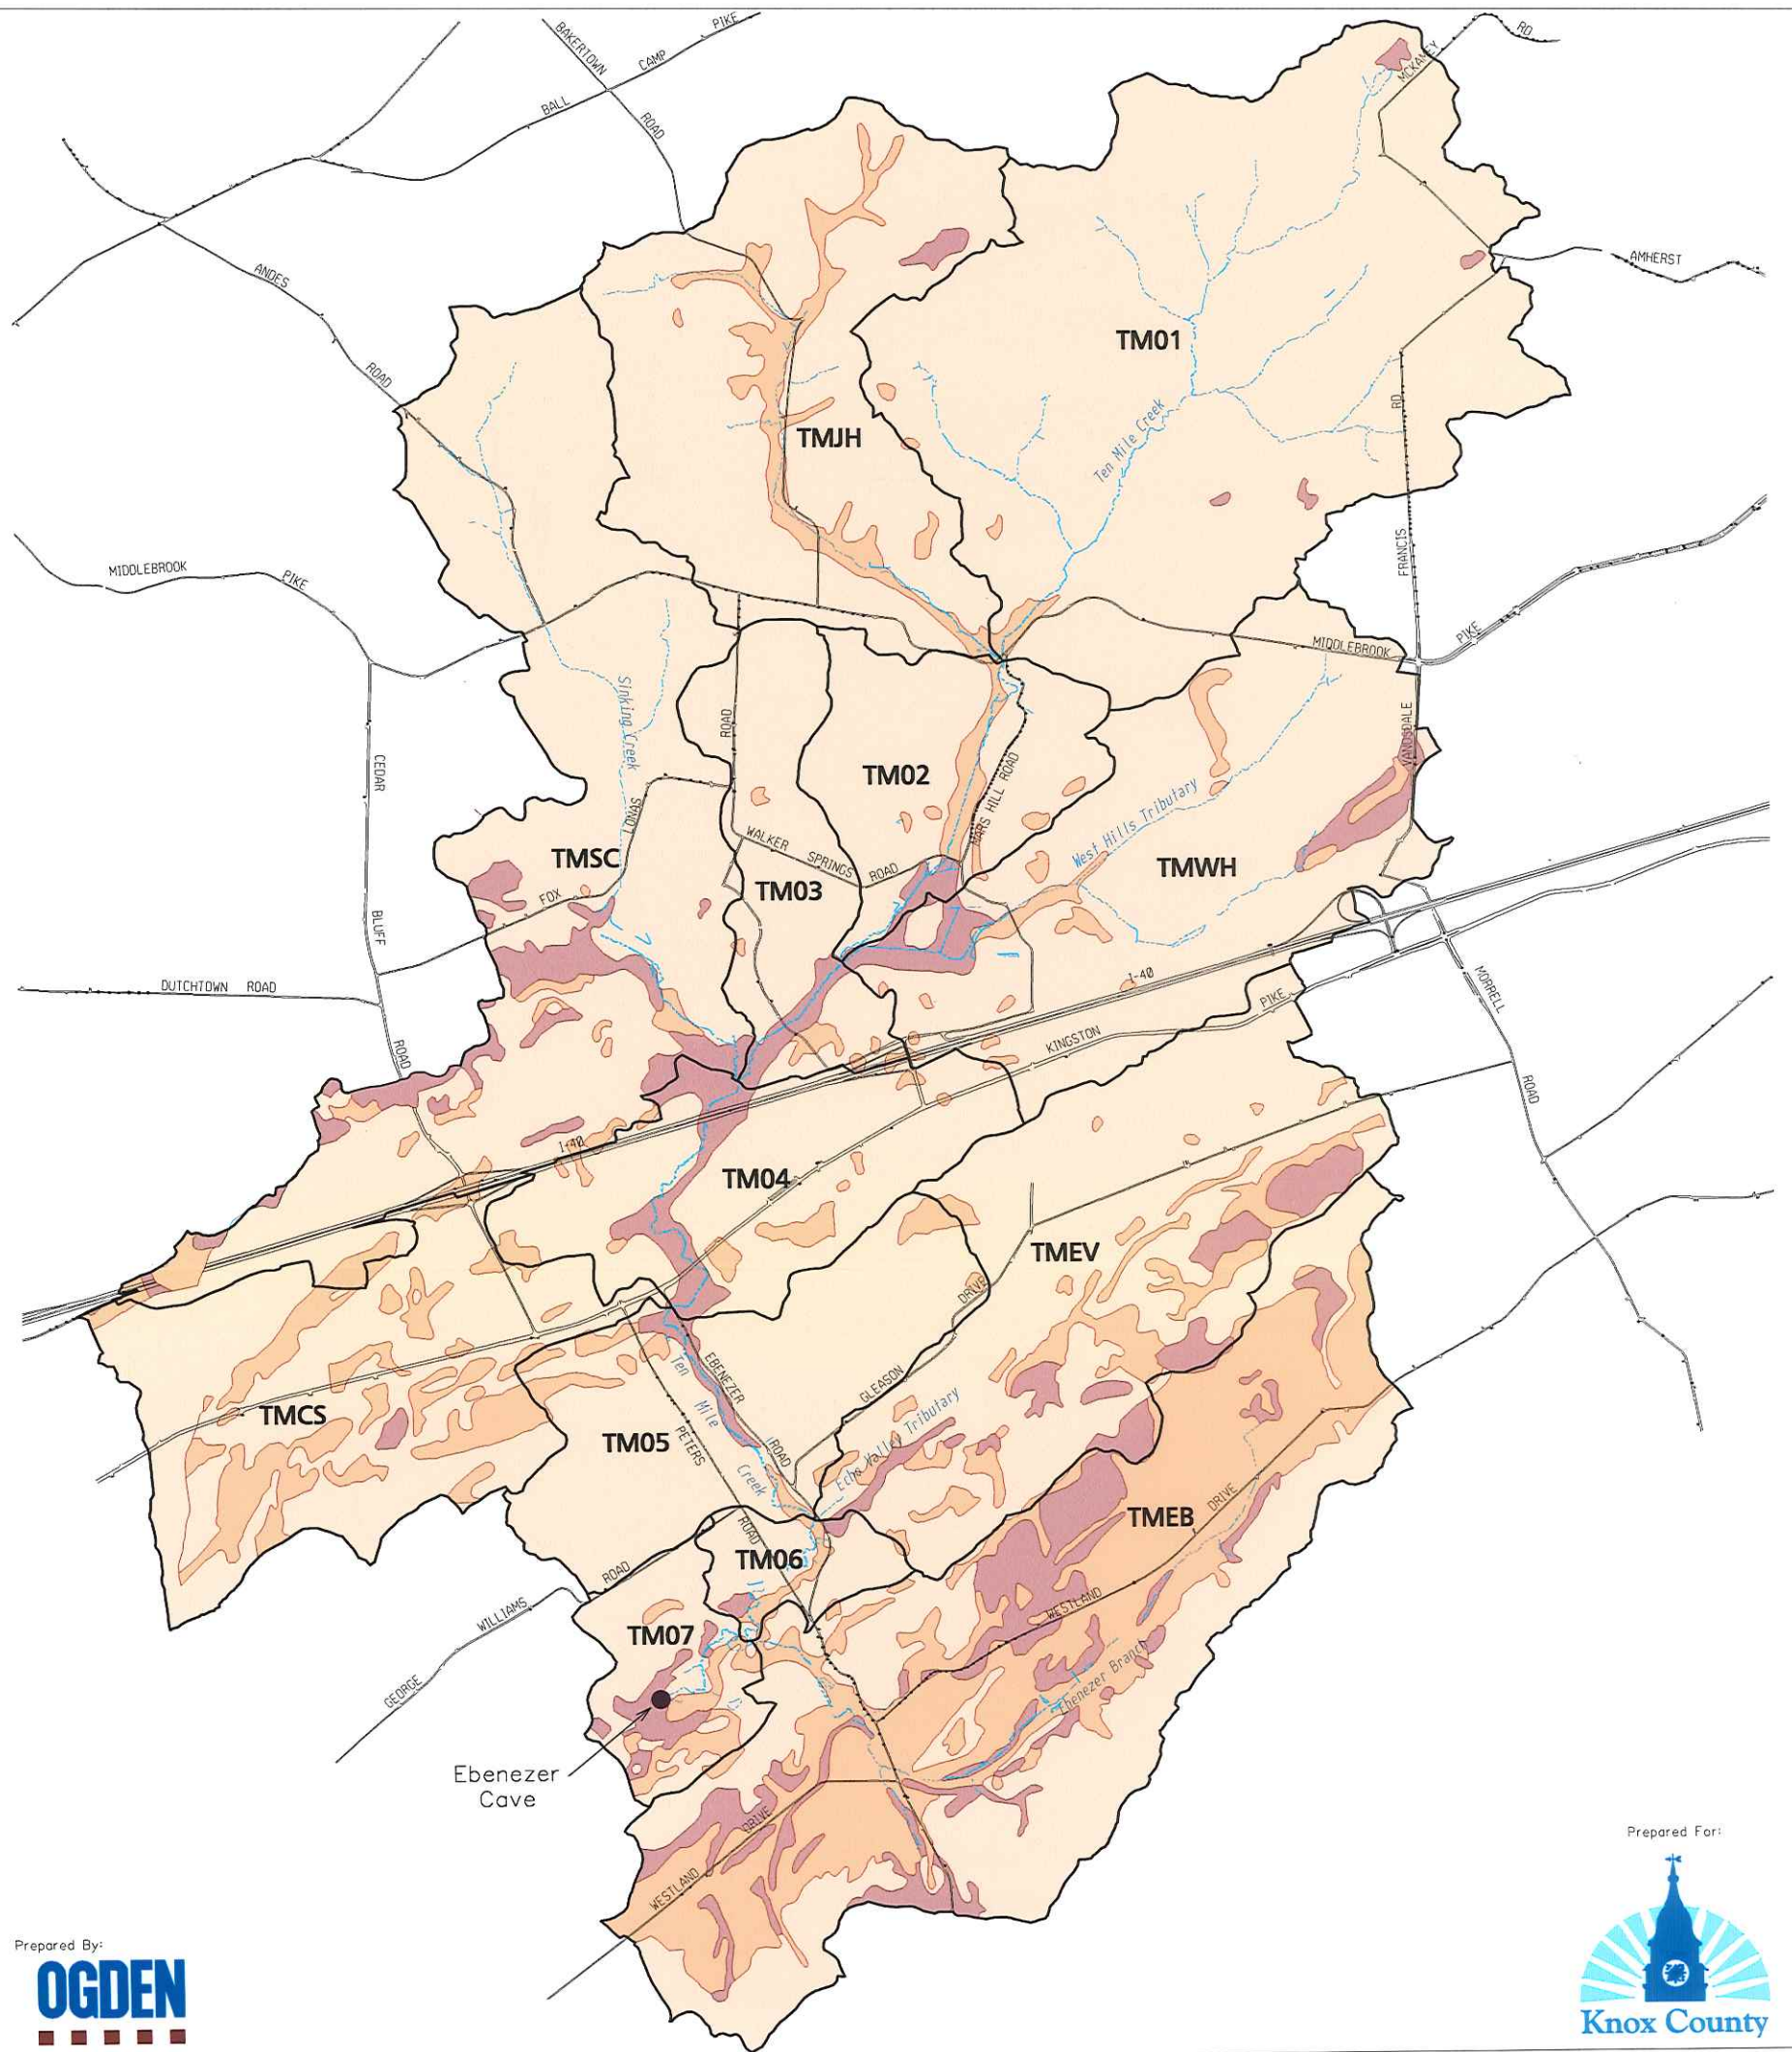 BAKERTOWN
ROAD
BALL
CAMP
PIKE
MCKAMEY
RD
AMHERST
ANDES
ROAD
TM01
TMJH
Ten Mile Creek
RD
FRANCIS
MIDDLEBROOK
PIKE
MIDDLEBROOK
PIKE
Sinking Creek
ROAD
TM02
MARS HILL ROAD
CEDAR
BLUFF
ROAD
LONAS
TMSC
FOX
WALKER
SPRINGS
ROAD
TM03
West Hills Tributary
TMWH
DUTCHTOWN ROAD
I-40
KINGSTON
PIKE
MORRELL
ROAD
I-40
TM04
TMEV
DRIVE
GLEASON
EBENEZER
ROAD
Ten
Mile
Creek
PETERS
ROAD
Echo Valley Tributary
TMCS
TM05
TMEB
DRIVE
WESTLAND
TM06
ROAD
WILLIAMS
GEORGE
TM07
Ebenezer Branch
Ebenezer
Cave
DRIVE
WESTLAND
Prepared By:
OGDEN
Prepared For:
Knox County